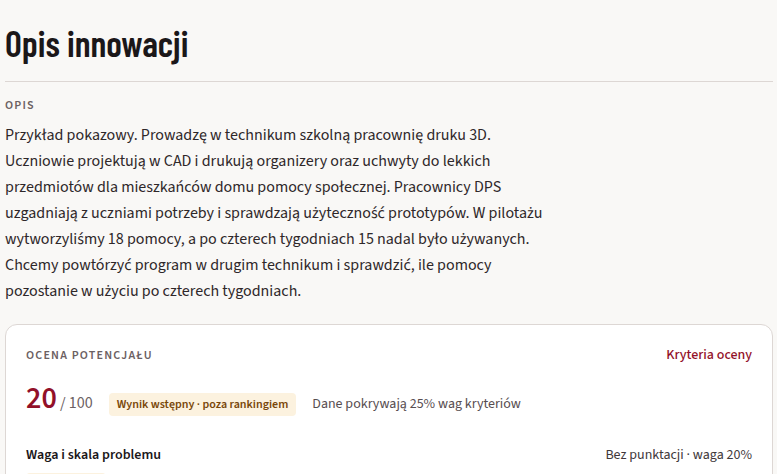 Opis innowacji
OPIS
Przykład pokazowy. Prowadzę w technikum szkolną pracownię druku 3D.
Uczniowie projektują w CAD i drukują organizery oraz uchwyty do lekkich
przedmiotów dla mieszkańców domu pomocy społecznej. Pracownicy DPS
uzgadniają z uczniami potrzeby i sprawdzają użyteczność prototypów. W pilotażu
wytworzyliśmy 18 pomocy, a po czterech tygodniach 15 nadal było używanych.
Chcemy powtórzyć program w drugim technikum i sprawdzić, ile pomocy
pozostanie w użyciu po czterech tygodniach.
OCENA POTENCJAŁU Kryteria oceny
20 / 100 Wynik wstępny · poza rankingiem Dane pokrywają 25% wag kryteriów
Waga i skala problemu Bez punktacji · waga 20%